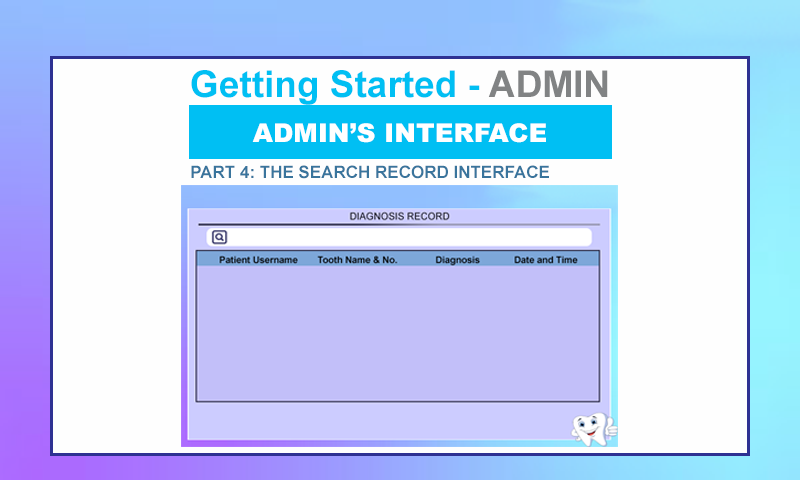 Getting Started - ADMIN
ADMIN’S INTERFACE
PART 4: THE SEARCH RECORD INTERFACE
DIAGNOSIS RECORD
Patient Username Tooth Name & No. Diagnosis Date and Time